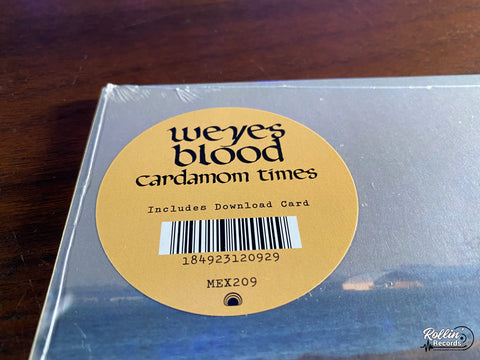 weyes
blood
cardamom times
Includes Download Card
184923120929
MEX209
Rollin'
Records